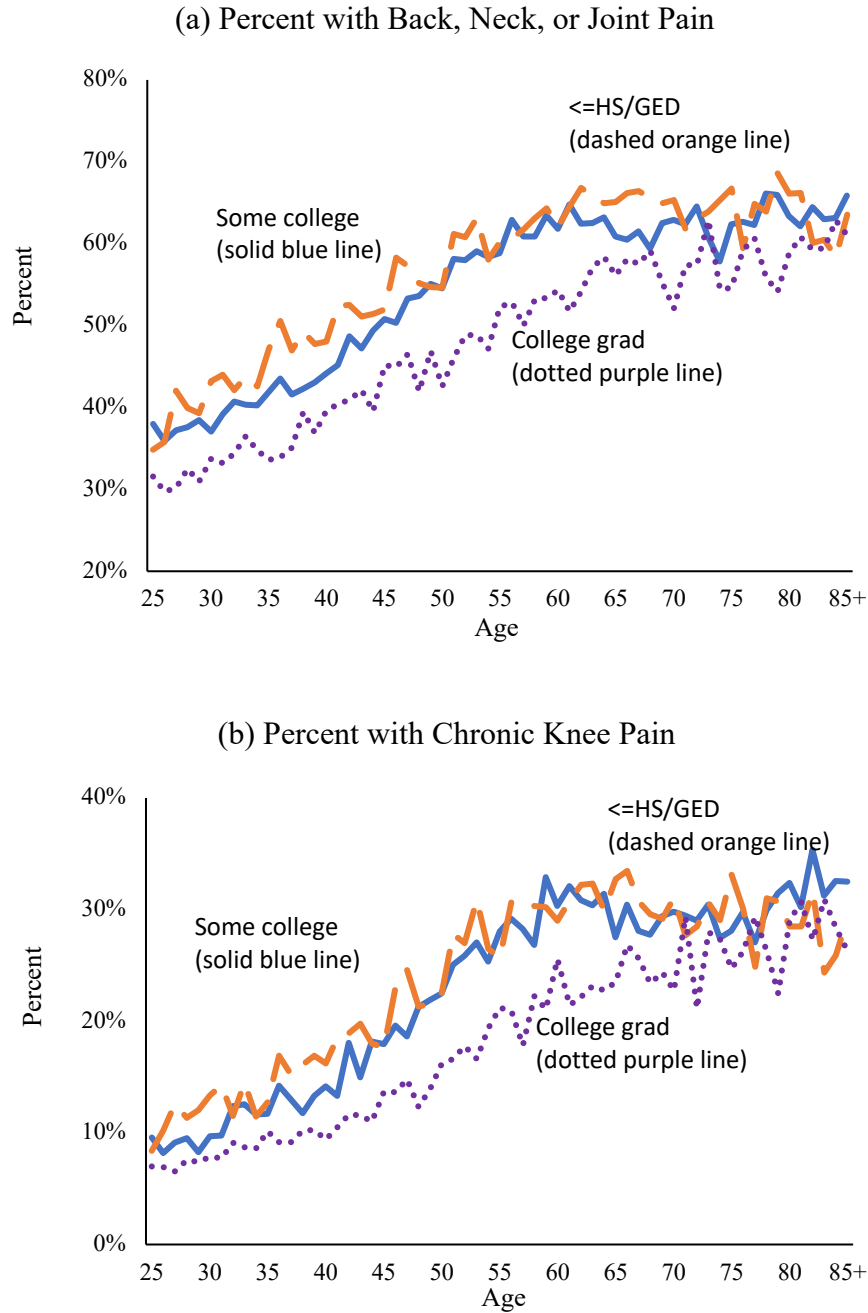 (a) Percent with Back, Neck, or Joint Pain
80%
<=HS/GED
(dashed orange line)
70%
Some college
(solid blue line)
60%
Percent
50%
College grad
(dotted purple line)
40%
30%
20%
25 30 35 40 45 50 55 60 65 70 75 80 85+
Age
(b) Percent with Chronic Knee Pain
40%
<=HS/GED
(dashed orange line)
30%
Some college
(solid blue line)
Percent
20%
College grad
(dotted purple line)
10%
0%
25 30 35 40 45 50 55 60 65 70 75 80 85+
Age